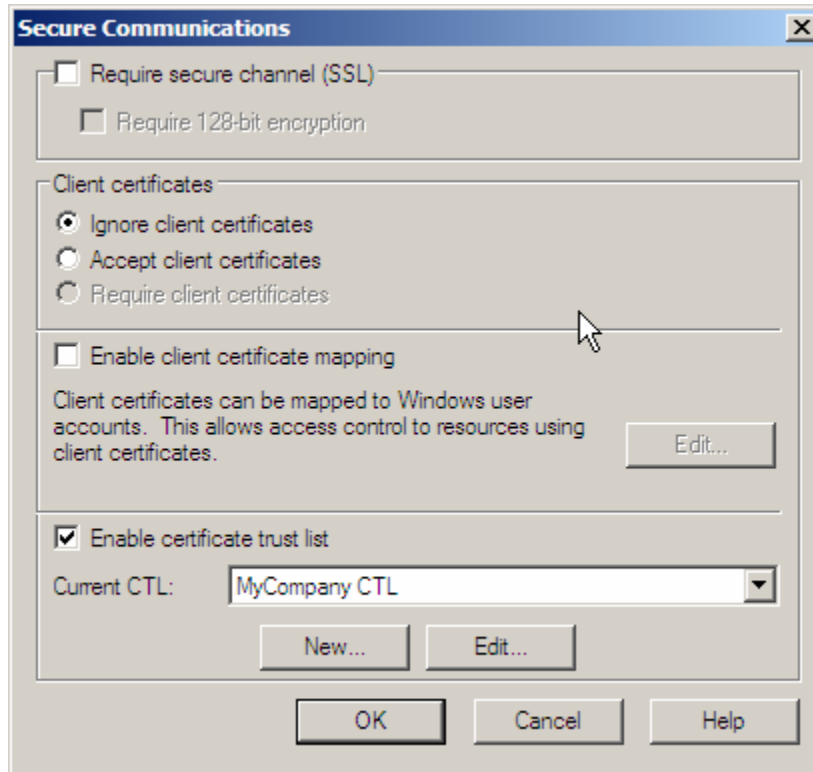 Secure Communications
Require secure channel (SSL)
Require 128-bit encryption
Client certificates
Ignore client certificates
Accept client certificates
Require client certificates
Enable client certificate mapping
Client certificates can be mapped to Windows user
accounts. This allows access control to resources using
client certificates.
Edit...
Enable certificate trust list
Current CTL: MyCompany CTL
New... Edit...
OK Cancel Help